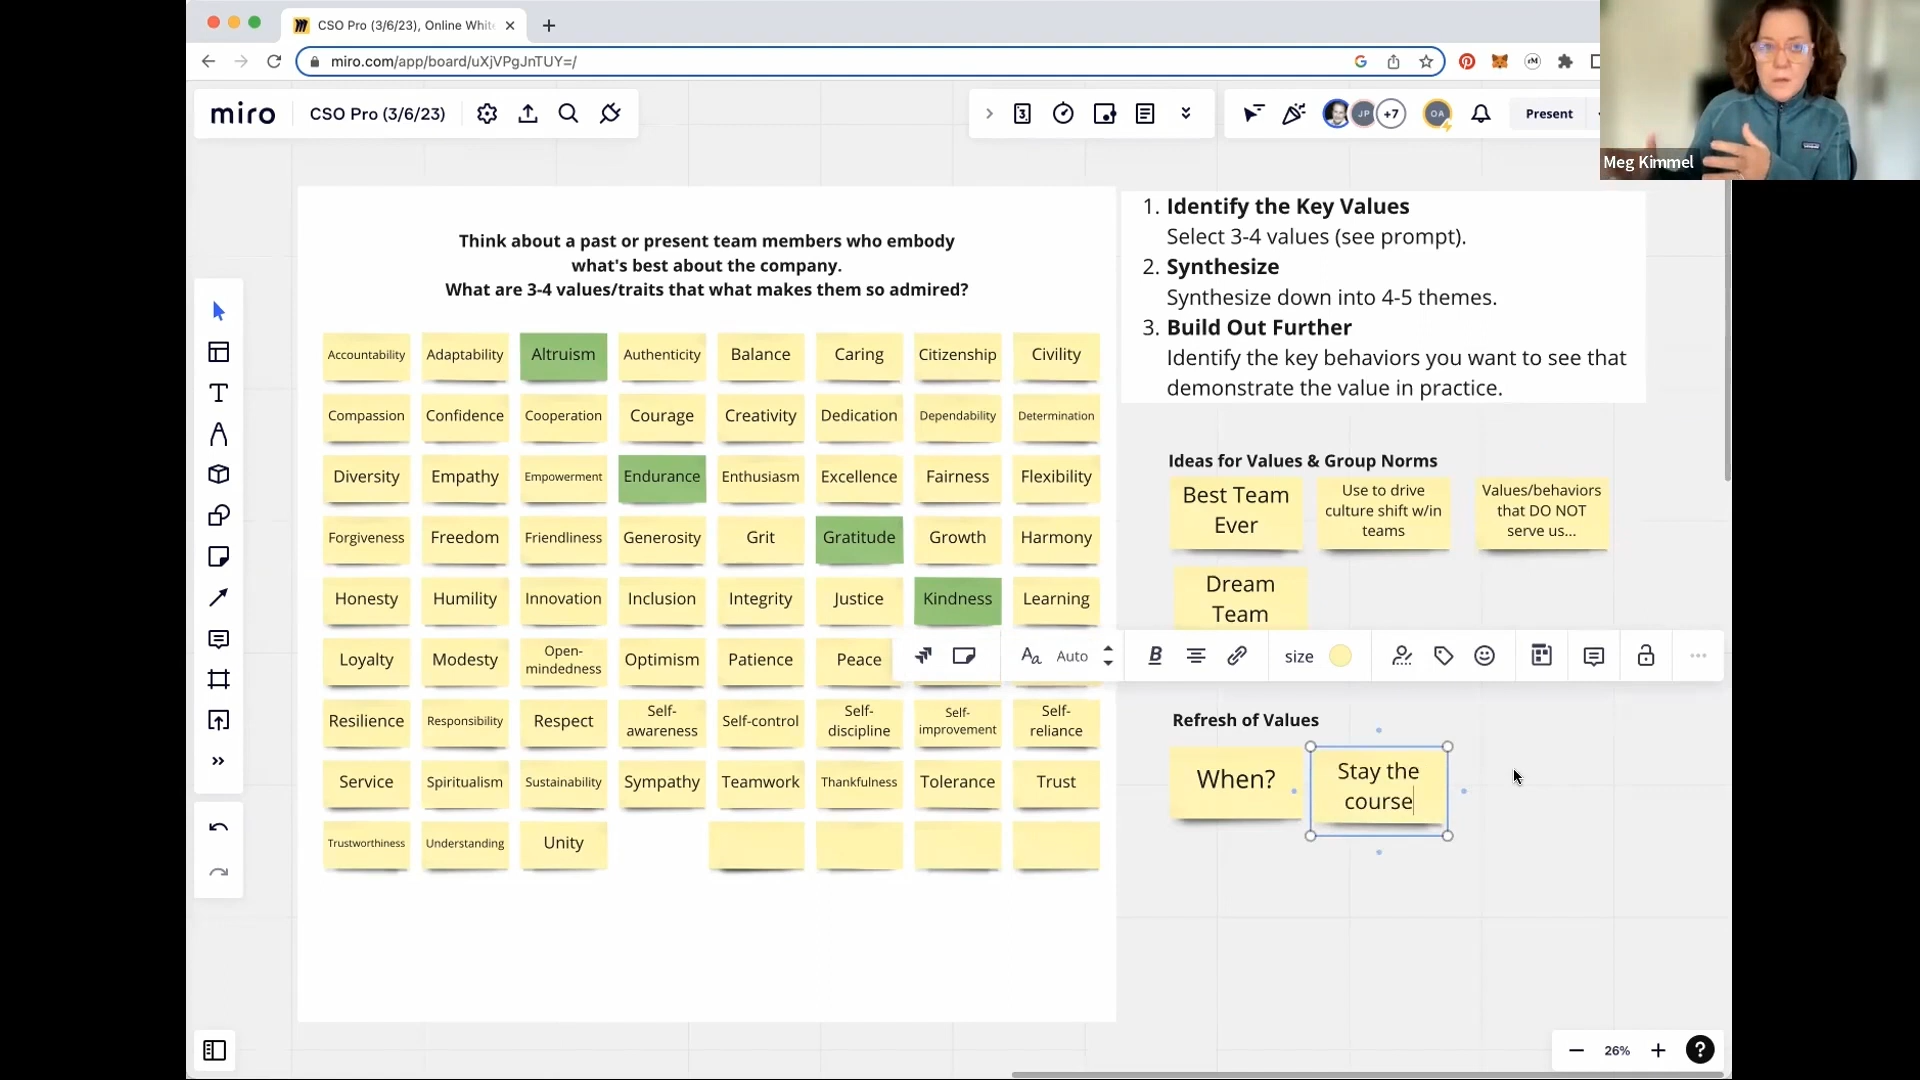 CSO Pro (3/6/23), Online White
miro.com/app/board/uXjVPgJnTUY=/
miro
CSO Pro (3/6/23)
3
JP
+7
OA
Present
Meg Kimmel
Think about a past or present team members who embody
what's best about the company.
What are 3-4 values/traits that what makes them so admired?
Accountability Adaptability Altruism Authenticity Balance Caring Citizenship Civility
Compassion Confidence Cooperation Courage Creativity Dedication Dependability Determination
Diversity Empathy Empowerment Endurance Enthusiasm Excellence Fairness Flexibility
Forgiveness Freedom Friendliness Generosity Grit Gratitude Growth Harmony
Honesty Humility Innovation Inclusion Integrity Justice Kindness Learning
Loyalty Modesty Open-
mindedness Optimism Patience Peace
Resilience Responsibility Respect Self-
awareness Self-control Self-
discipline Self-
improvement Self-
reliance
Service Spiritualism Sustainability Sympathy Teamwork Thankfulness Tolerance Trust
Trustworthiness Understanding Unity
1. Identify the Key Values
Select 3-4 values (see prompt).
2. Synthesize
Synthesize down into 4-5 themes.
3. Build Out Further
Identify the key behaviors you want to see that
demonstrate the value in practice.
Ideas for Values & Group Norms
Best Team
Ever
Use to drive
culture shift w/in
teams
Values/behaviors
that DO NOT
serve us...
Dream
Team
Aa Auto B size
Refresh of Values
When?
Stay the
course
26%
?